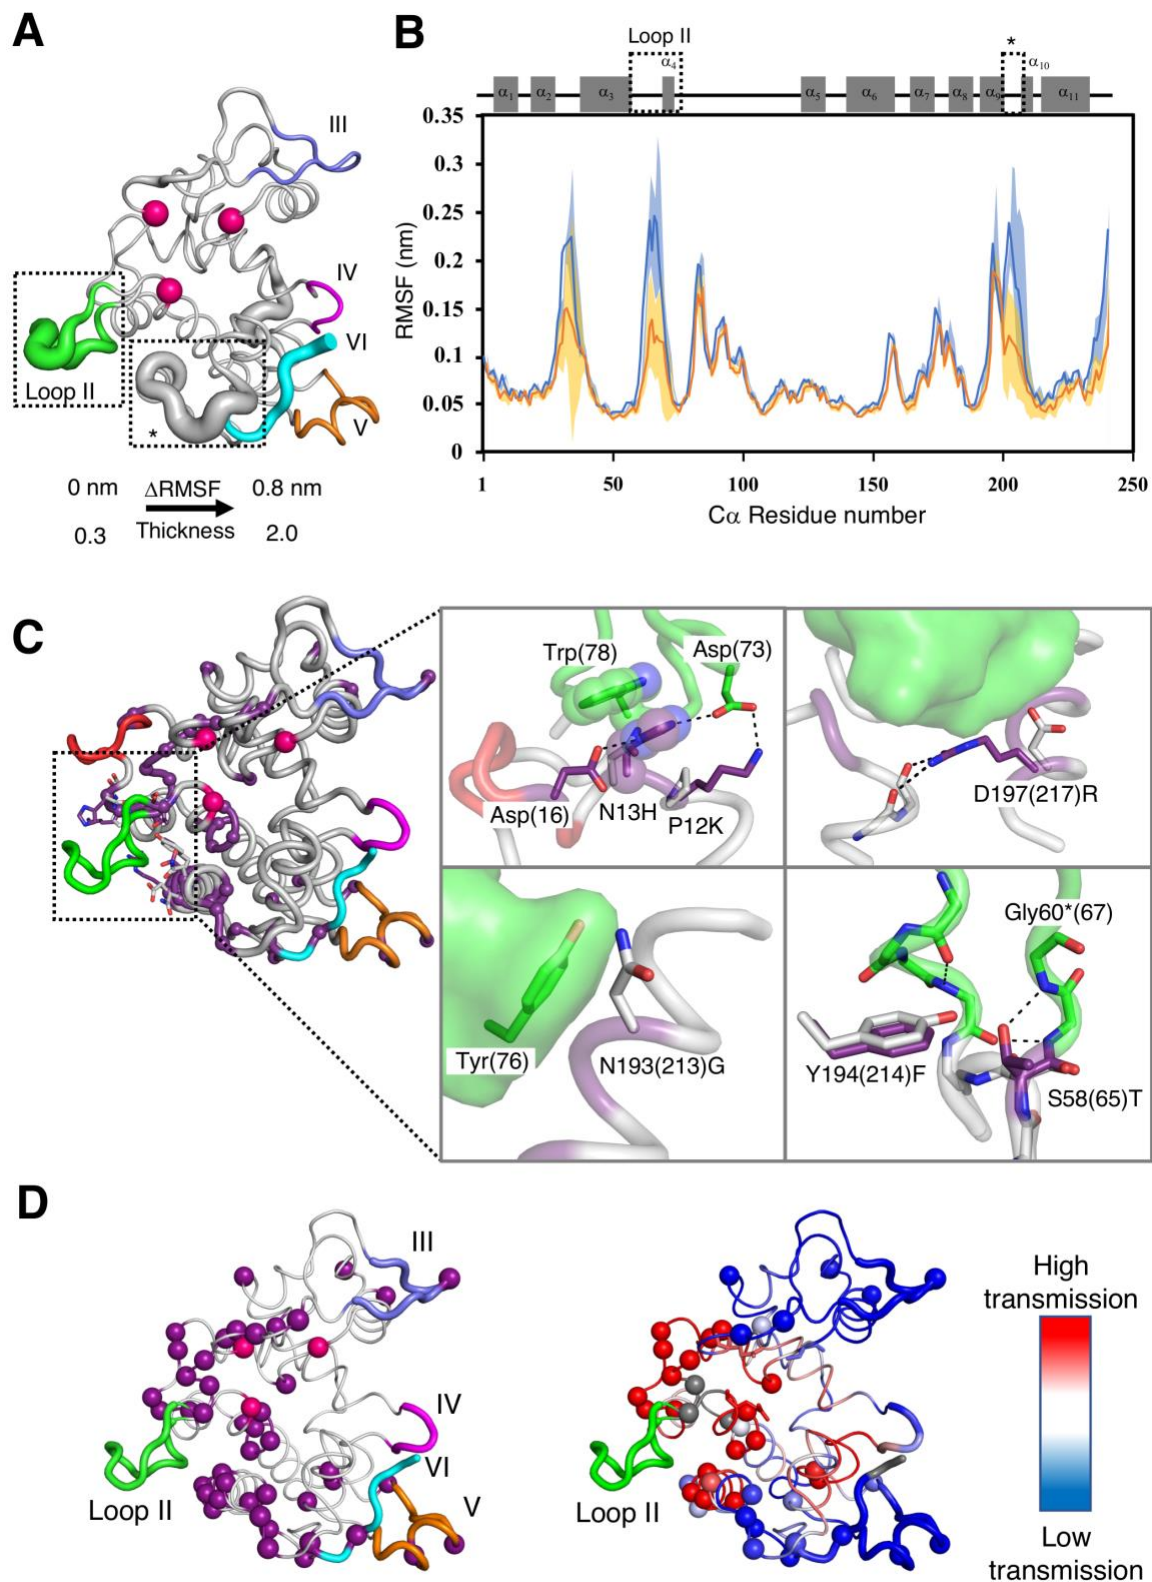 A
III
IV
VI
V
Loop II
*
0 nm ΔRMSF 0.8 nm
0.3 Thickness 2.0
B
Loop II
*
α1 α2 α3 α4 α5 α6 α7 α8 α9 α10 α11
0.35
0.3
0.25
0.2
0.15
0.1
0.05
0
RMSF (nm)
1 50 100 150 200 250
Cα Residue number
C
Trp(78)
Asp(73)
Asp(16)
N13H
P12K
D197(217)R
Tyr(76)
N193(213)G
Gly60*(67)
Y194(214)F
S58(65)T
D
III
IV
VI
V
Loop II
Loop II
High
transmission
Low
transmission